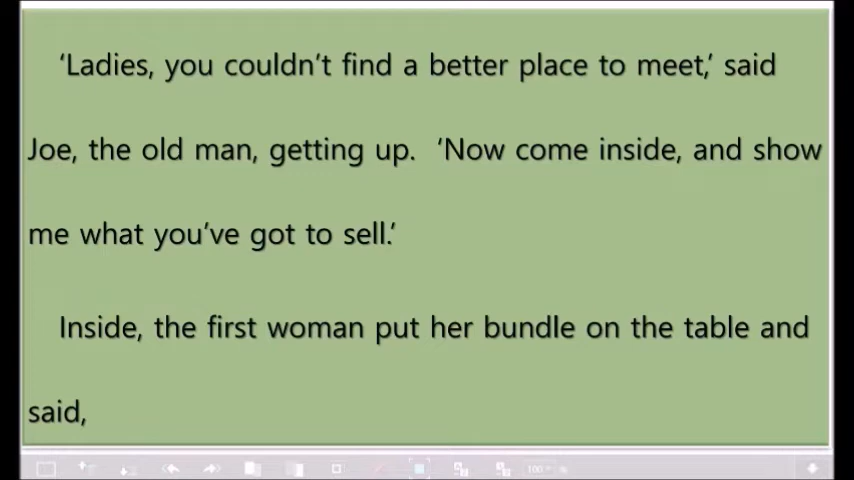 ‘Ladies, you couldn’t find a better place to meet,’ said
Joe, the old man, getting up. ‘Now come inside, and show
me what you’ve got to sell.’
Inside, the first woman put her bundle on the table and
said,
100 %